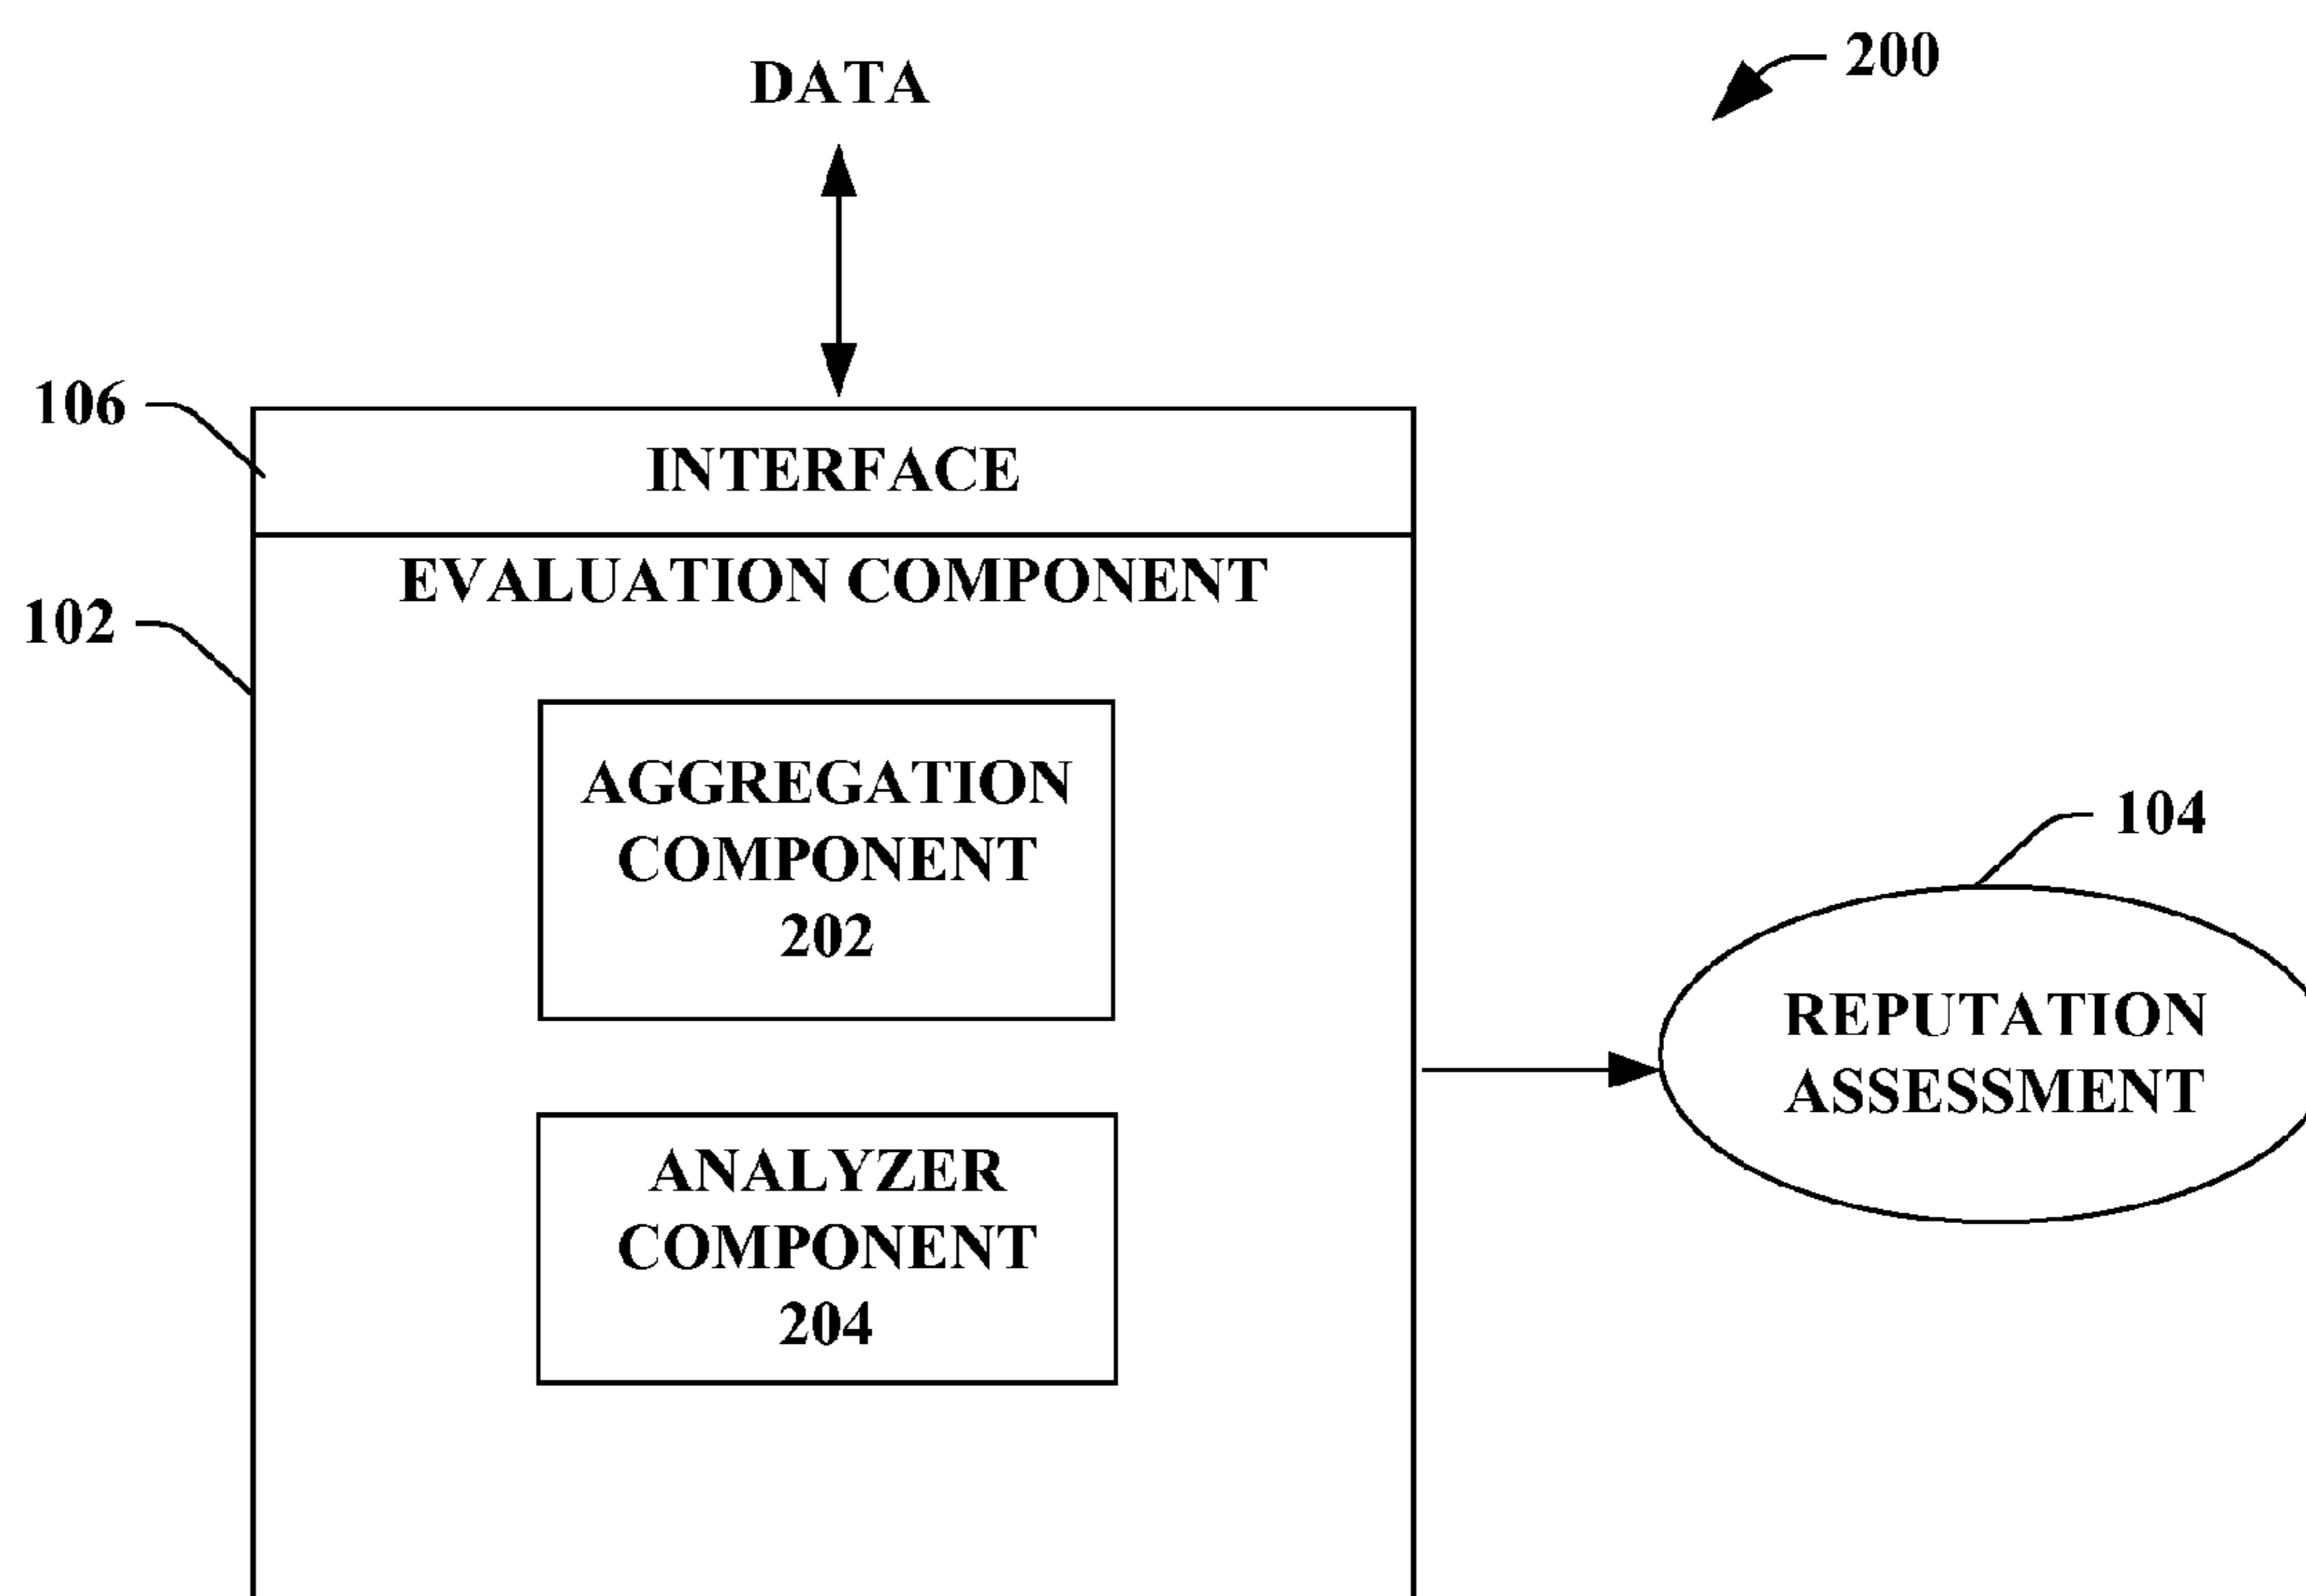 200
DATA
106
INTERFACE
EVALUATION COMPONENT
102
AGGREGATION
COMPONENT
202
104
REPUTATION
ASSESSMENT
ANALYZER
COMPONENT
204